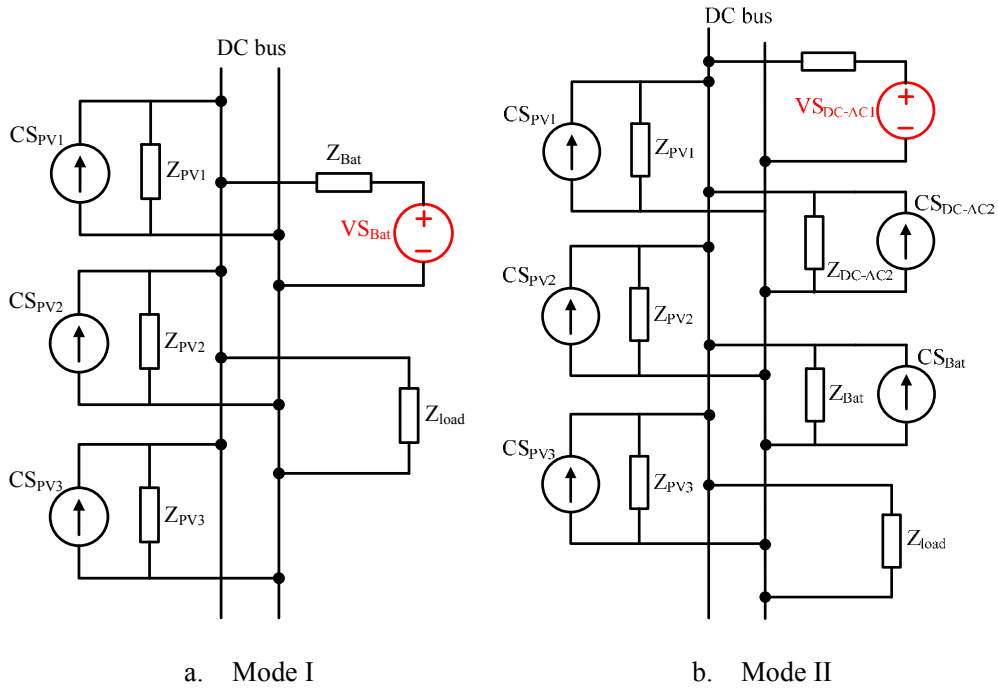 DC bus
CSPV1
ZPV1
ZBat
VSBat
+
−
CSPV2
ZPV2
Zload
CSPV3
ZPV3
a. Mode I
DC bus
CSPV1
ZPV1
VSDC-AC1
+
−
CSDC-AC2
ZDC-AC2
CSPV2
ZPV2
CSBat
ZBat
CSPV3
ZPV3
Zload
b. Mode II